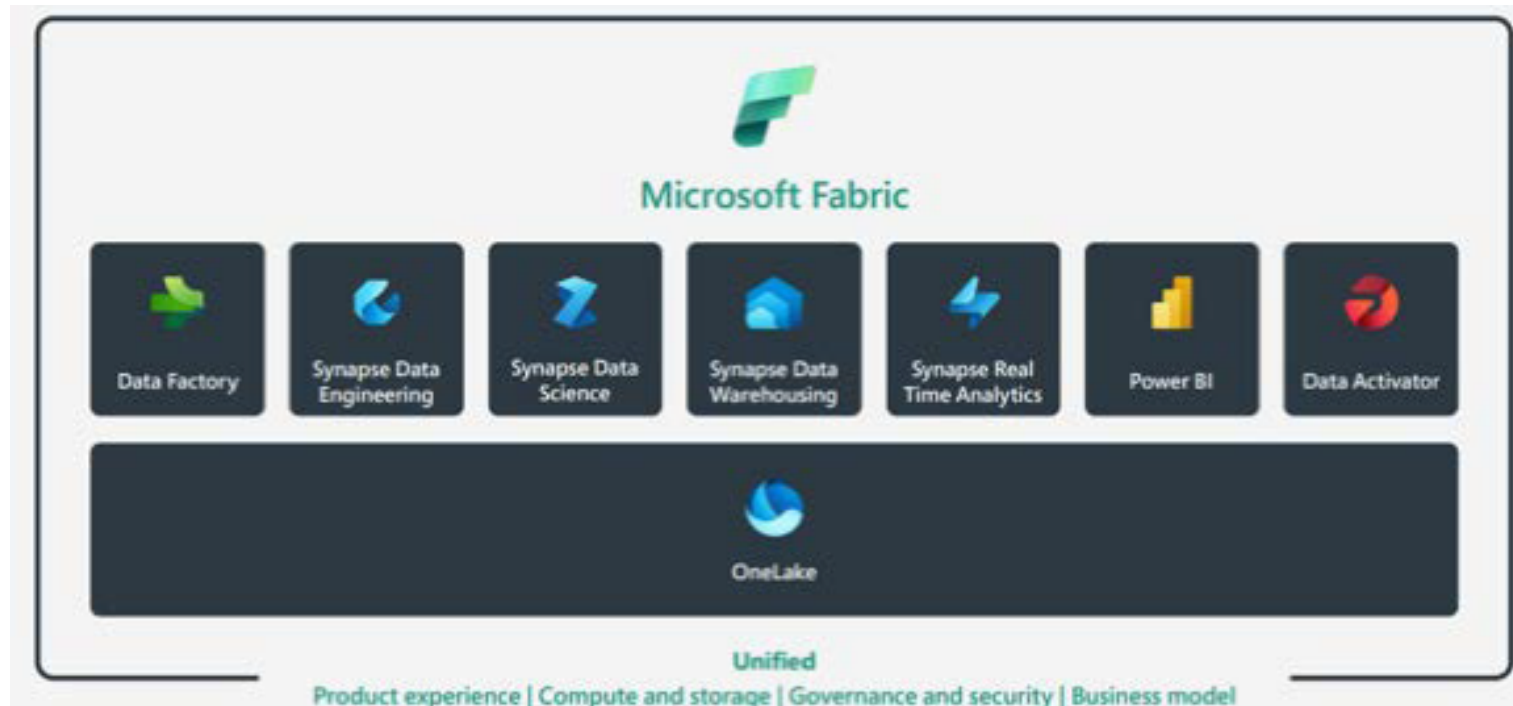 Microsoft Fabric
Data Factory
Synapse Data
Engineering
Synapse Data
Science
Synapse Data
Warehousing
Synapse Real
Time Analytics
Power BI
Data Activator
OneLake
Unified
Product experience | Compute and storage | Governance and security | Business model